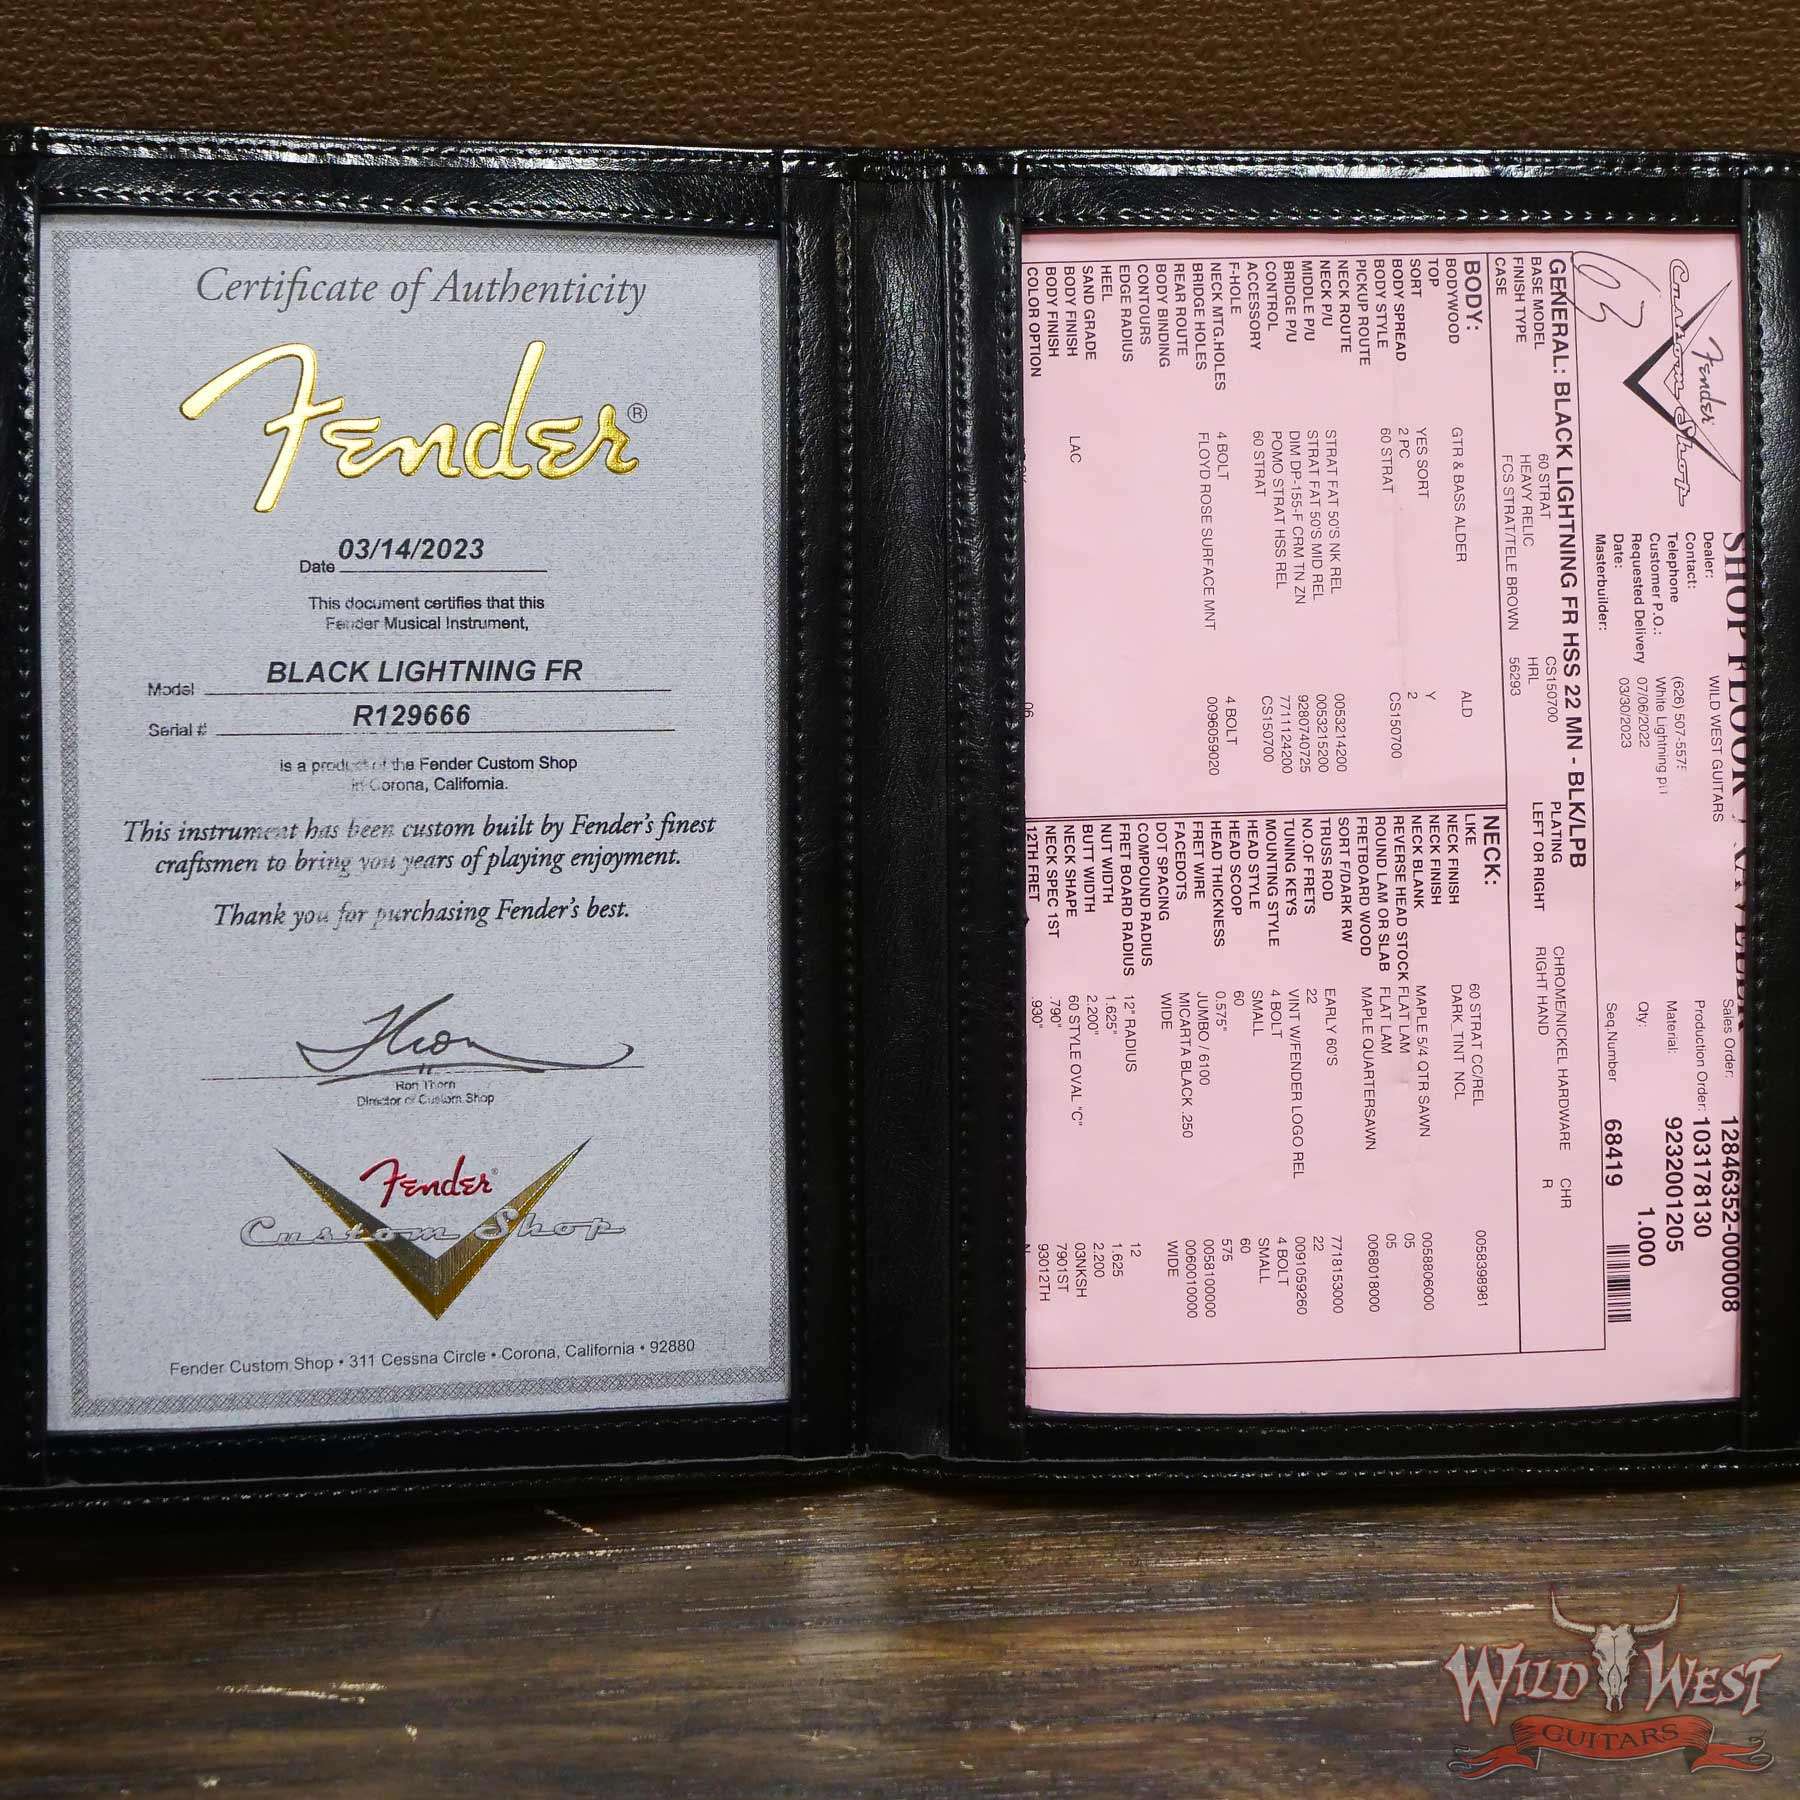 Certificate of Authenticity
Fender®
03/14/2023
Date
This document certifies that this
Fender Musical Instrument,
BLACK LIGHTNING FR
Model
R129666
Serial #
is a product of the Fender Custom Shop
in Corona, California.
This instrument has been custom built by Fender's finest
craftsmen to bring you years of playing enjoyment.
Thank you for purchasing Fender's best.
Ron Thorn
Director of Custom Shop
Fender®
Custom Shop
Fender Custom Shop • 311 Cessna Circle • Corona, California • 92880
Fender
Custom Shop
03
SHOP FLOOR TRAVELER
Dealer: WILD WEST GUITARS
Contact:
Telephone (626) 507-557
Customer P.O.: White Lightning
Requested Delivery 07/06/2022
Date: 03/30/2023
Masterbuilder:
Sales Order: 12846352-000008
Production Order: 103178130
Material: 9232001205
Qty: 1.000
Seq.Number 68419
GENERAL: BLACK LIGHTNING FR HSS 22 MN - BLK/LPB
BASE MODEL 60 STRAT CS150700 PLATING CHROME/NICKEL HARDWARE CHR
FINISH TYPE HEAVY RELIC HRL LEFT OR RIGHT RIGHT HAND R
CASE FCS STRAT/TELE BROWN 56293
BODY:
BODYWOOD GTR & BASS ALDER ALD
TOP
SORT YES SORT Y
BODY SPREAD 2 PC 2
BODY STYLE 60 STRAT CS150700
PICKUP ROUTE
NECK ROUTE
NECK P/U STRAT FAT 50'S NK REL 0053214200
MIDDLE P/U STRAT FAT 50'S MID REL 0053215200
BRIDGE P/U DIM DP-155-F CRM TN ZN 9280740725
CONTROL POMO STRAT HSS REL 7711124200
ACCESSORY 60 STRAT CS150700
F-HOLE
NECK MTG.HOLES 4 BOLT 4 BOLT
BRIDGE HOLES FLOYD ROSE SURFACE MNT 0096059020
REAR ROUTE
BODY BINDING
CONTOURS
EDGE RADIUS
HEEL
SAND GRADE
BODY FINISH LAC
BODY FINISH
COLOR OPTION 06
NECK:
LIKE 60 STRAT CC/REL 0058398981
NECK FINISH DARK_TINT NCL
NECK FINISH
NECK BLANK MAPLE 5/4 QTR SAWN 0058806000
REVERSE HEAD STOCK FLAT LAM 05
ROUND LAM OR SLAB FLAT LAM 05
FRETBOARD WOOD MAPLE QUARTERSAWN 0068018000
SORT F/DARK RW
TRUSS ROD EARLY 60'S 7718153000
NO.OF FRETS 22 22
TUNING KEYS VINT W/FENDER LOGO REL 0091059260
MOUNTING STYLE 4 BOLT 4 BOLT
HEAD STYLE SMALL SMALL
HEAD SCOOP 60 60
HEAD THICKNESS 0.575" 575
FRET WIRE JUMBO / 6100 0058100000
FACEDOTS MICARTA BLACK .250 0060010000
DOT SPACING WIDE WIDE
COMPOUND RADIUS
FRET BOARD RADIUS 12" RADIUS 12
NUT WIDTH 1.625" 1.625
BUTT WIDTH 2.200" 2.200
NECK SHAPE 60 STYLE OVAL "C" 03NKSH
NECK SPEC 1ST .790" 7901ST
12TH FRET .930" 93012TH
WILD WEST
GUITARS